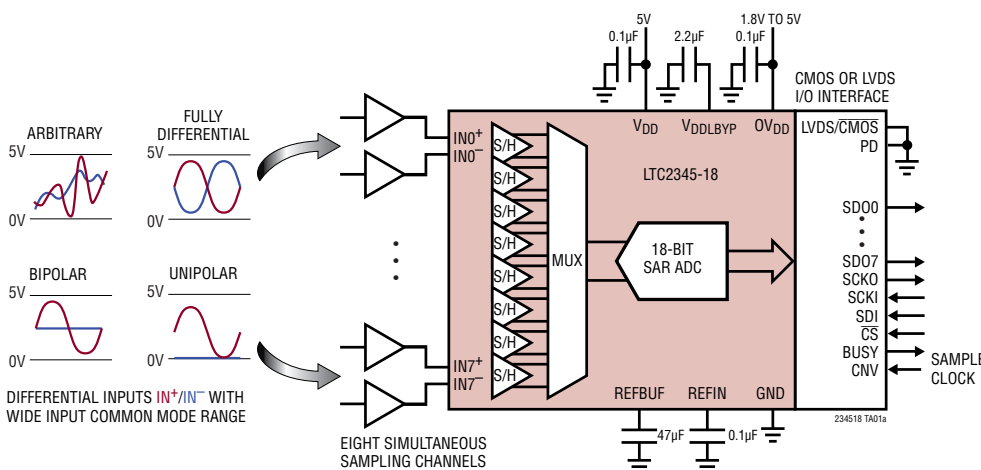 5V
1.8V TO 5V
0.1µF
2.2µF
0.1µF
CMOS OR LVDS
I/O INTERFACE
FULLY
DIFFERENTIAL
ARBITRARY
5V
0V
5V
0V
BIPOLAR
UNIPOLAR
5V
0V
5V
0V
DIFFERENTIAL INPUTS IN+/IN− WITH
WIDE INPUT COMMON MODE RANGE
EIGHT SIMULTANEOUS
SAMPLING CHANNELS
IN0+
IN0−
IN7+
IN7−
S/H
S/H
S/H
S/H
S/H
S/H
S/H
S/H
MUX
VDD
VDDLBYP
OVDD
LTC2345-18
18-BIT
SAR ADC
REFBUF
REFIN
GND
47µF
0.1µF
LVDS/CMOS
PD
SDO0
SDO7
SCKO
SCKI
SDI
CS
BUSY
CNV
SAMPLE
CLOCK
234518 TA01a